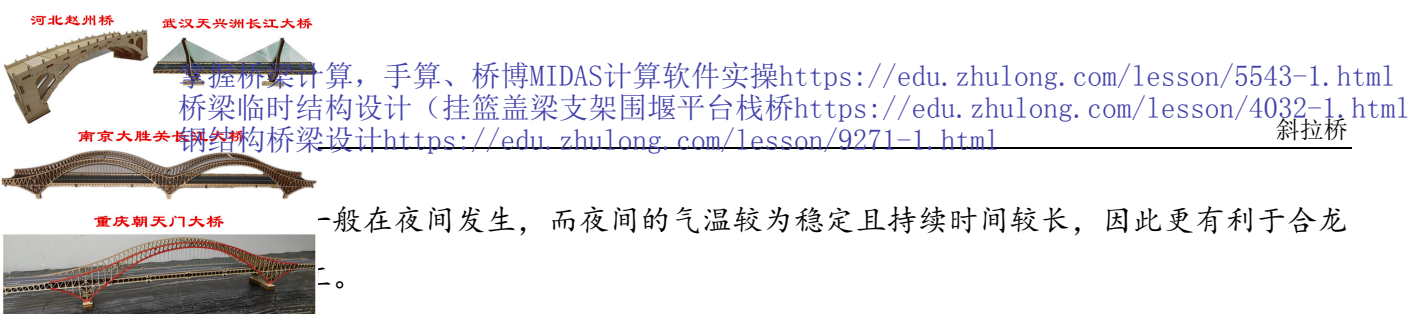 河北赵州桥
武汉天兴洲长江大桥
掌握桥梁计算，手算、桥博MIDAS计算软件实操https://edu.zhulong.com/lesson/5543-1.html
桥梁临时结构设计（挂篮盖梁支架围堰平台栈桥https://edu.zhulong.com/lesson/4032-1.html
南京大胜关长江大桥
钢结构桥梁设计https://edu.zhulong.com/lesson/9271-1.html
斜拉桥
重庆朝天门大桥
一般在夜间发生，而夜间的气温较为稳定且持续时间较长，因此更有利于合龙
。